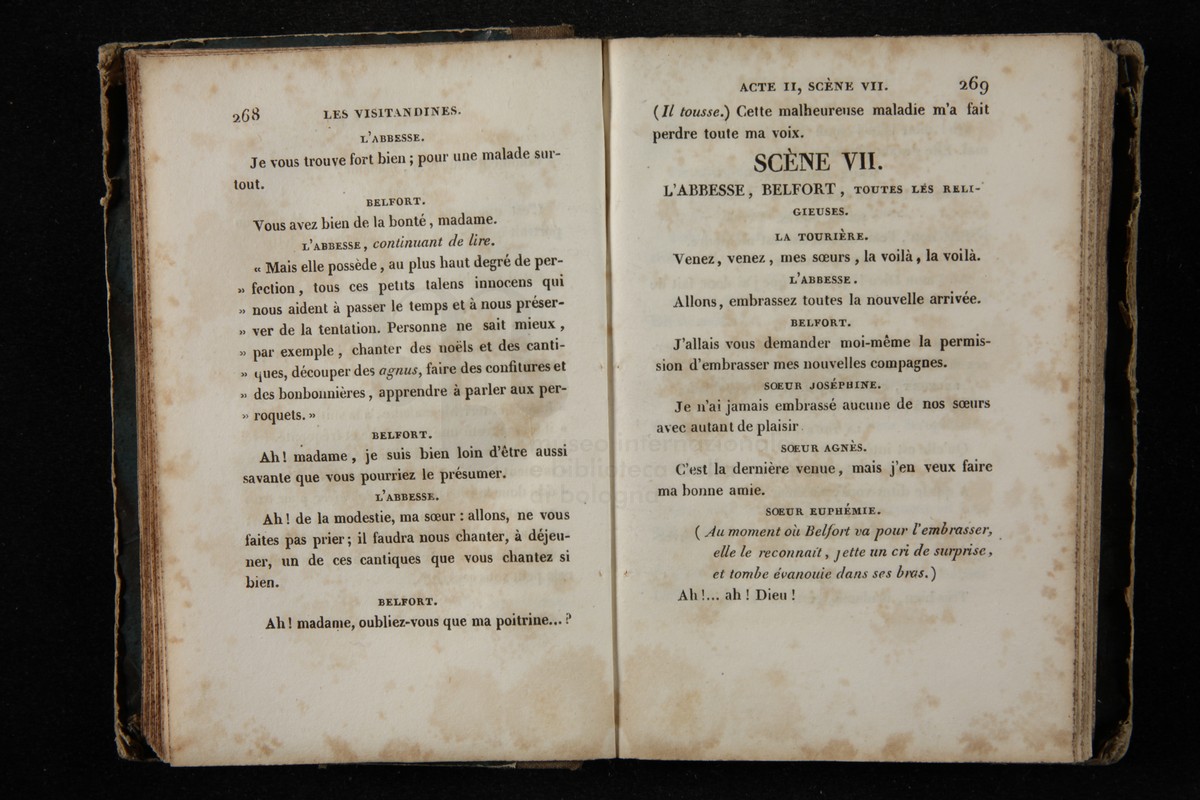 268
LES VISITANDINES.
L'ABBESSE.
Je vous trouve fort bien ; pour une malade sur-
tout.
BELFORT.
Vous avez bien de la bonté, madame.
L'ABBESSE, continuant de lire.
« Mais elle possède, au plus haut degré de per-
» fection, tous ces petits talens innocens qui
» nous aident à passer le temps et à nous préser-
» ver de la tentation. Personne ne sait mieux,
» par exemple, chanter des noëls et des canti-
» ques, découper des agnus, faire des confitures et
» des bonbonnières, apprendre à parler aux per-
» roquets. »
BELFORT.
Ah! madame, je suis bien loin d'être aussi
savante que vous pourriez le présumer.
L'ABBESSE.
Ah! de la modestie, ma sœur : allons, ne vous
faites pas prier; il faudra nous chanter, à déjeu-
ner, un de ces cantiques que vous chantez si
bien.
BELFORT.
Ah! madame, oubliez-vous que ma poitrine... ?
ACTE II, SCÈNE VII.
269
(Il tousse.) Cette malheureuse maladie m'a fait
perdre toute ma voix.
SCÈNE VII.
L'ABBESSE, BELFORT, TOUTES LES RELI-
GIEUSES.
LA TOURIÈRE.
Venez, venez, mes sœurs, la voilà, la voilà.
L'ABBESSE.
Allons, embrassez toutes la nouvelle arrivée.
BELFORT.
J'allais vous demander moi-même la permis-
sion d'embrasser mes nouvelles compagnes.
SŒUR JOSÉPHINE.
Je n'ai jamais embrassé aucune de nos sœurs
avec autant de plaisir.
SŒUR AGNÈS.
C'est la dernière venue, mais j'en veux faire
ma bonne amie.
SŒUR EUPHÉMIE.
(Au moment où Belfort va pour l'embrasser,
elle le reconnaît, jette un cri de surprise,
et tombe évanouie dans ses bras.)
Ah!... ah! Dieu!
museo internazionale
e biblioteca
di bologna